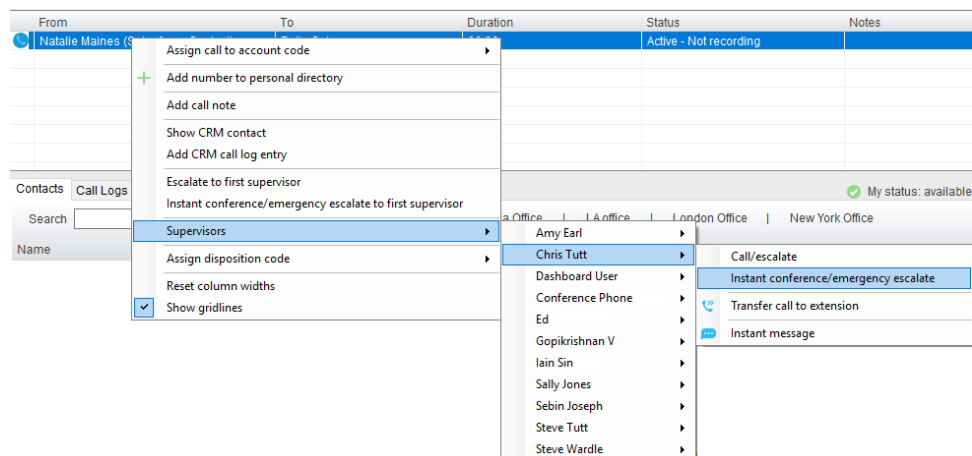 From To Duration Status Notes
Natalie Maines Active - Not recording
Assign call to account code
Add number to personal directory
Add call note
Show CRM contact
Add CRM call log entry
Escalate to first supervisor
Instant conference/emergency escalate to first supervisor
Supervisors
Assign disposition code
Reset column widths
Show gridlines
Contacts Call Logs My status: available
Search a Office | LA office | London Office | New York Office
Name
Amy Earl
Chris Tutt
Dashboard User
Conference Phone
Ed
Gopikrishnan V
Iain Sin
Sally Jones
Sebin Joseph
Steve Tutt
Steve Wardle
Call/escalate
Instant conference/emergency escalate
Transfer call to extension
Instant message